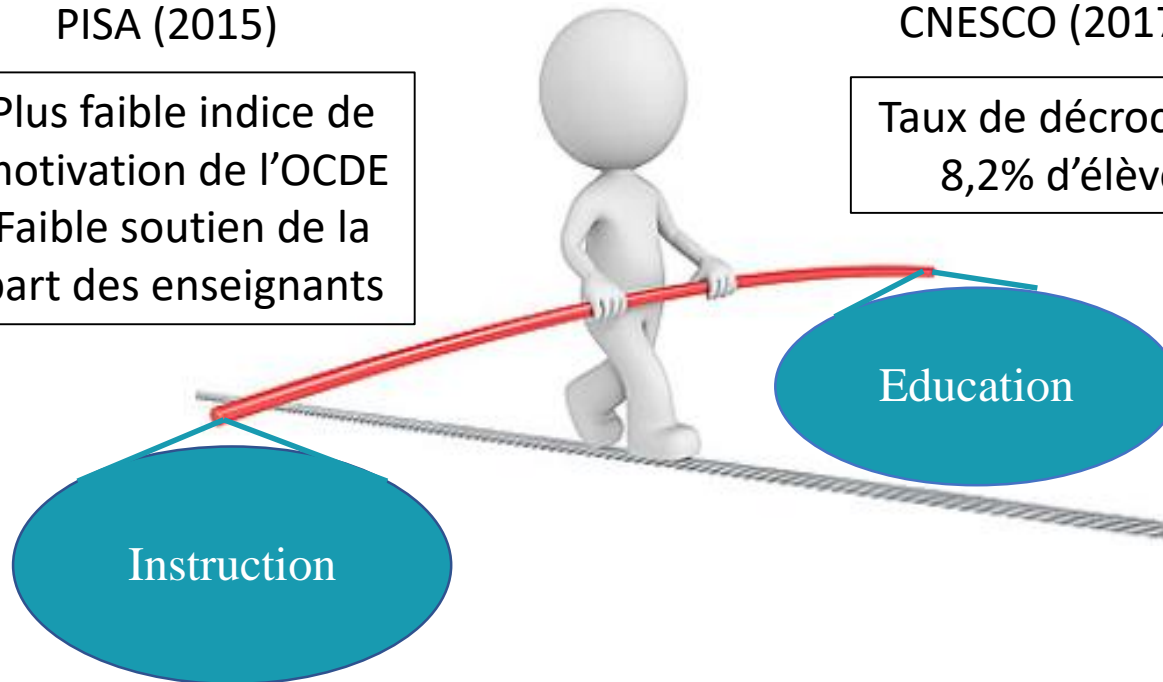 PISA (2015)
Plus faible indice de
motivation de l’OCDE
Faible soutien de la
part des enseignants
CNESCO (2017
Taux de décroc
8,2% d’élève
Education
Instruction